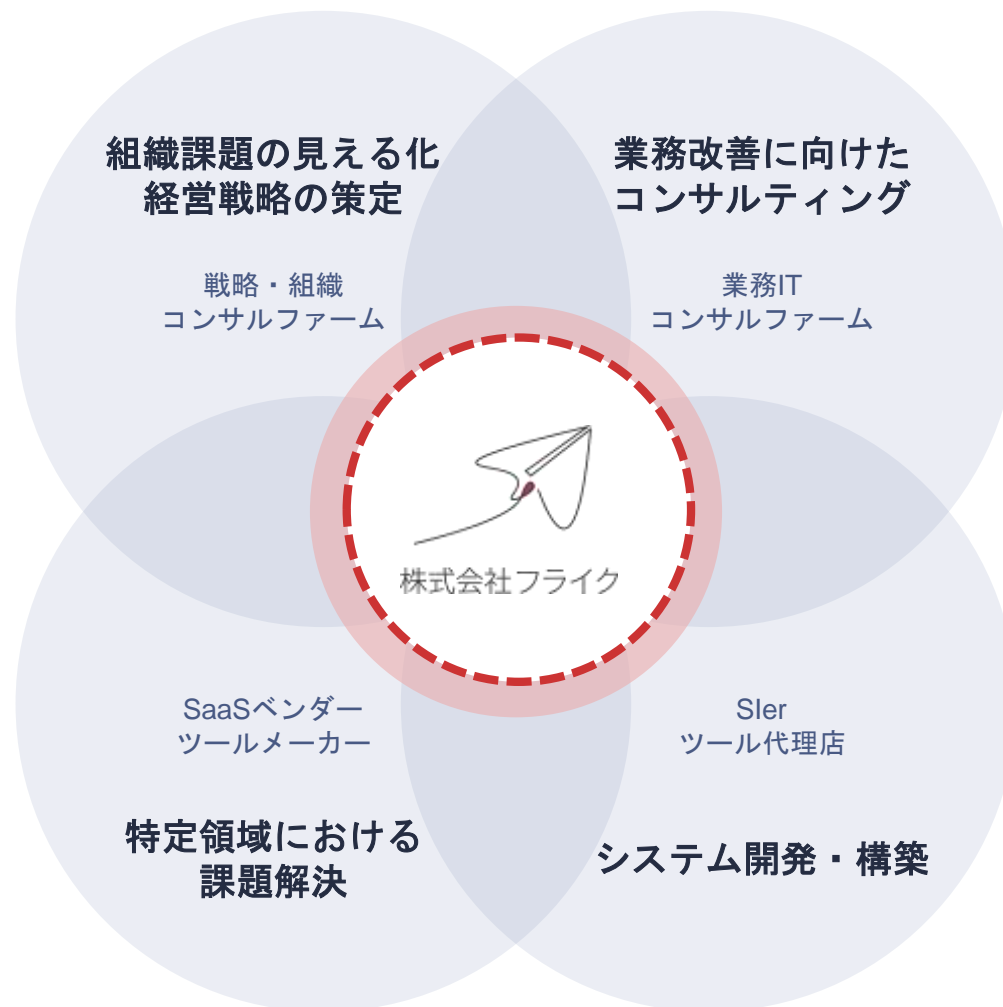 組織課題の見える化
経営戦略の策定
戦略・組織
コンサルファーム
業務改善に向けた
コンサルティング
業務IT
コンサルファーム
株式会社フライク
SaaSベンダー
ツールメーカー
特定領域における
課題解決
SIer
ツール代理店
システム開発・構築